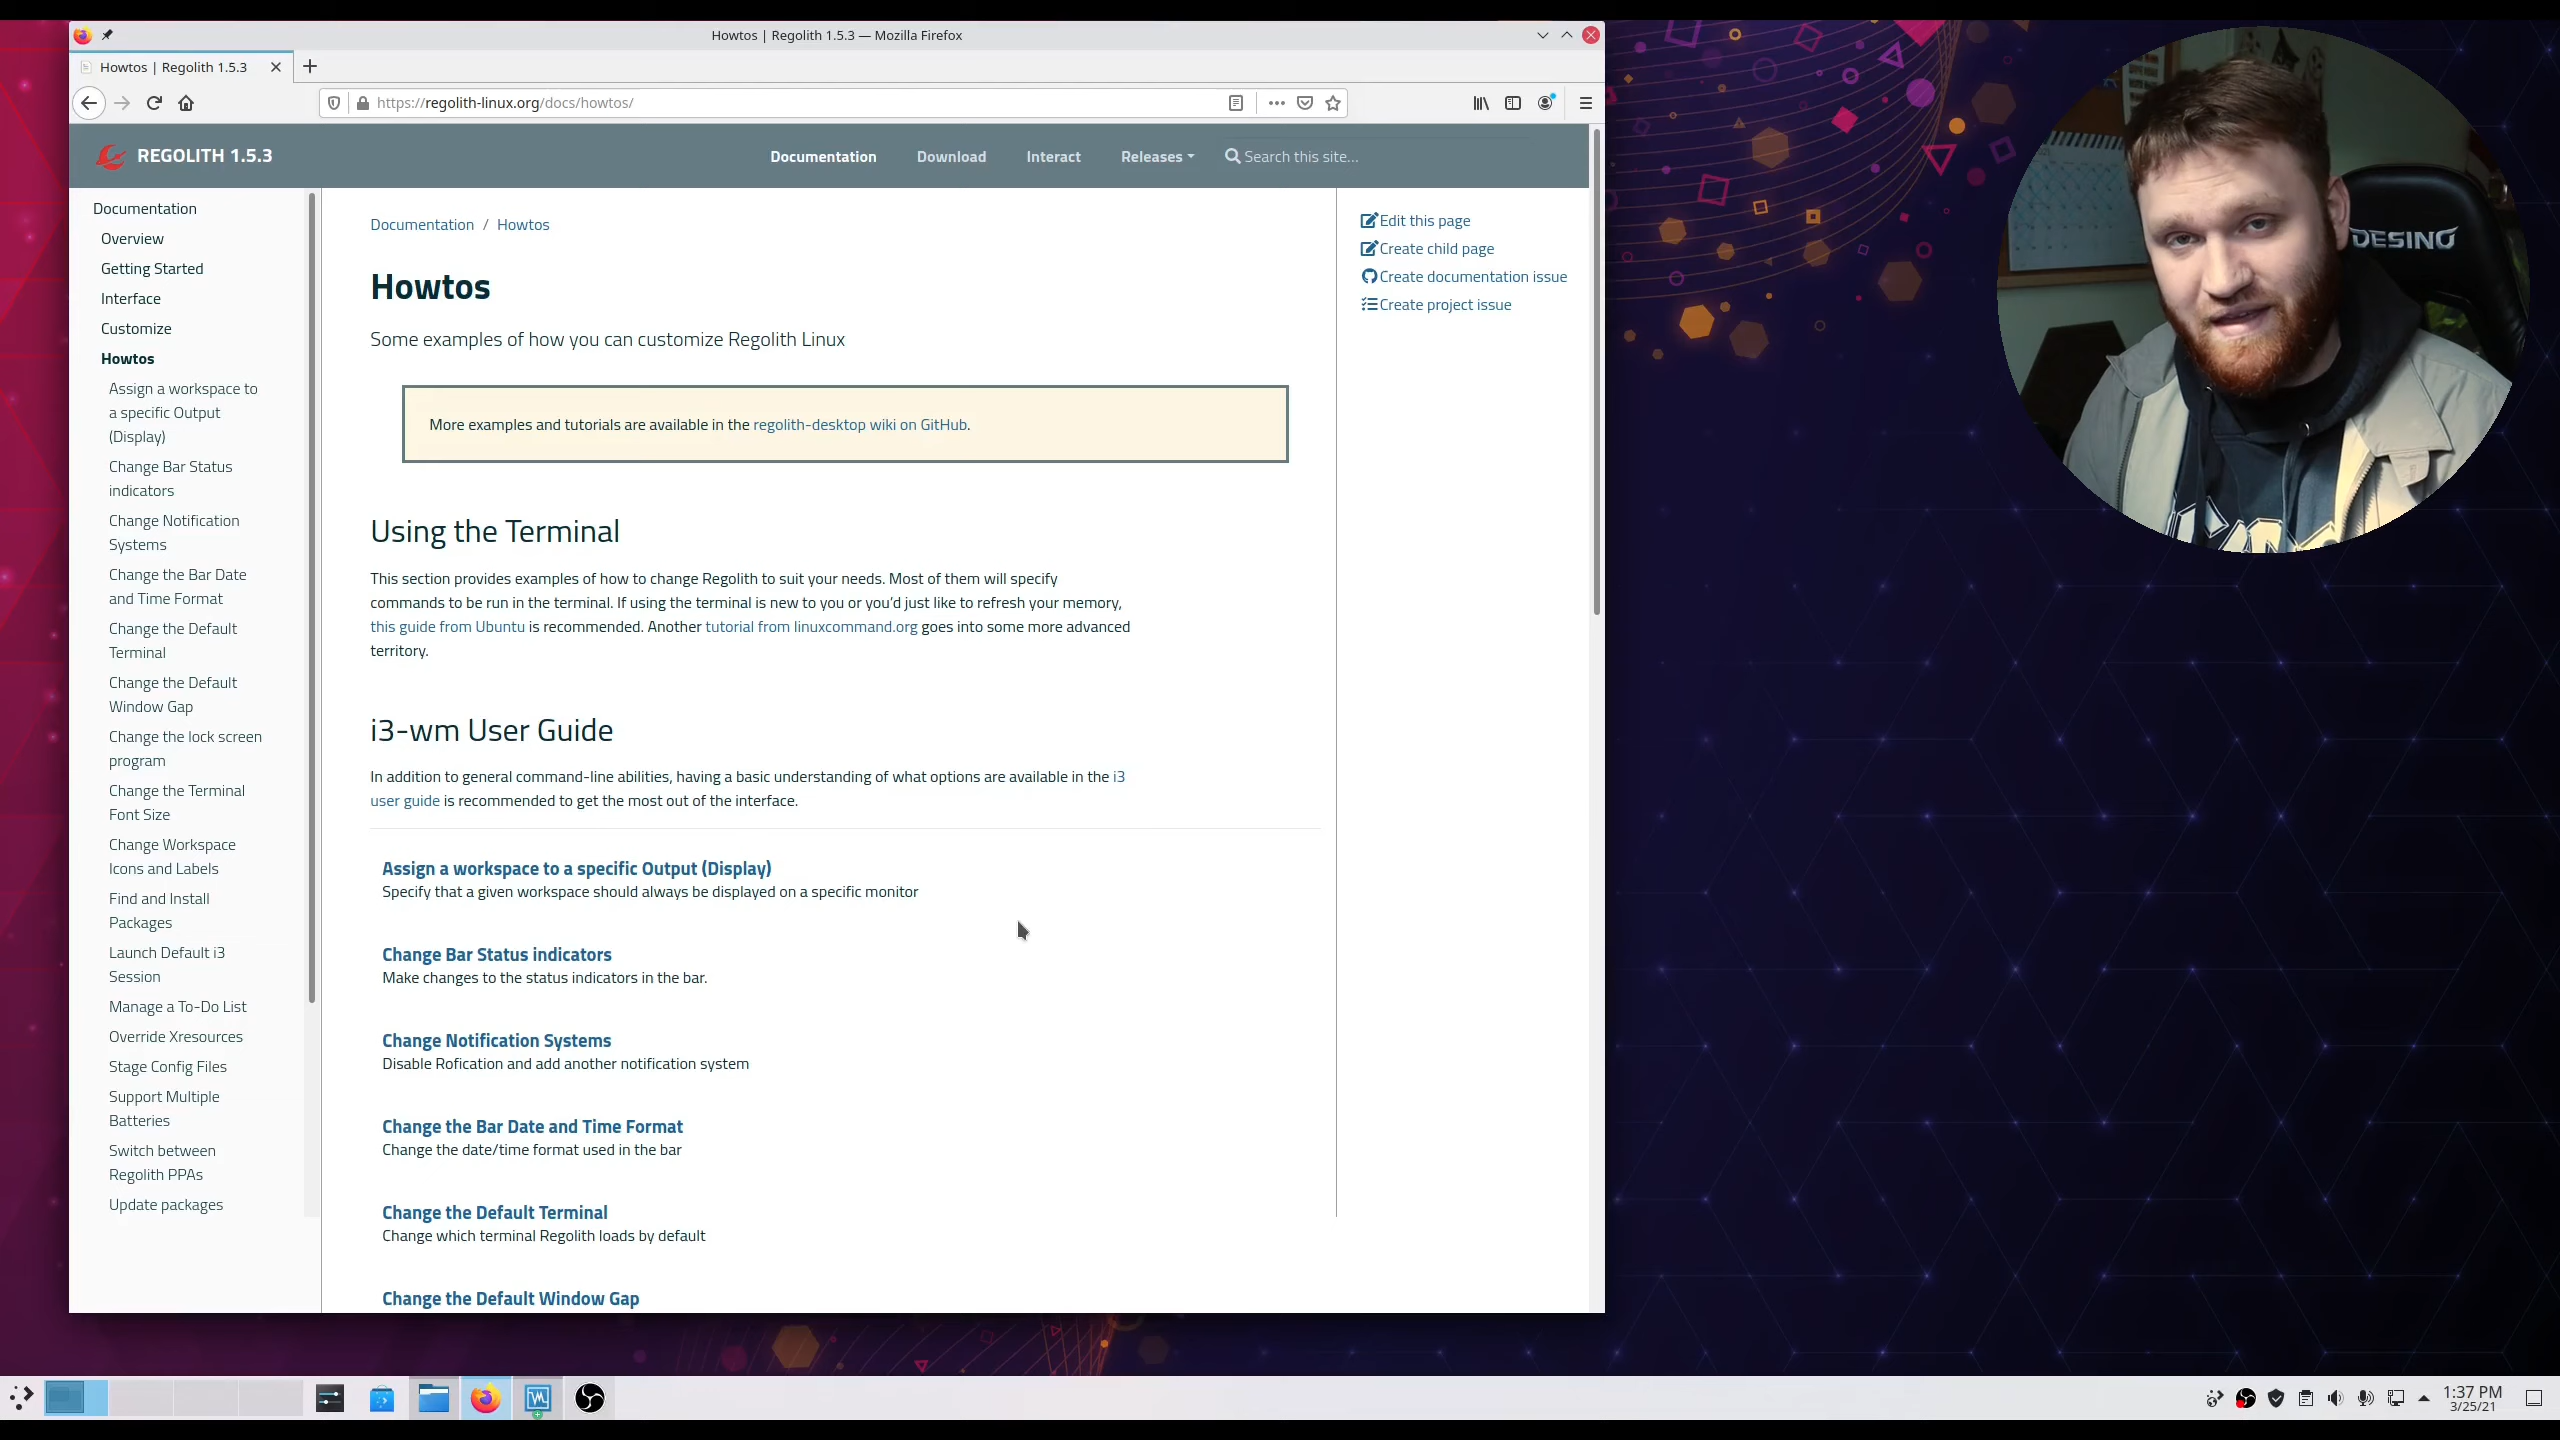 Howtos | Regolith 1.5.3 — Mozilla Firefox
Howtos | Regolith 1.5.3
https://regolith-linux.org/docs/howtos/
REGOLITH 1.5.3
Documentation
Download
Interact
Releases
Search this site…
Documentation
Overview
Getting Started
Interface
Customize
Howtos
Assign a workspace to
a specific Output
(Display)
Change Bar Status
indicators
Change Notification
Systems
Change the Bar Date
and Time Format
Change the Default
Terminal
Change the Default
Window Gap
Change the lock screen
program
Change the Terminal
Font Size
Change Workspace
Icons and Labels
Find and Install
Packages
Launch Default i3
Session
Manage a To-Do List
Override Xresources
Stage Config Files
Support Multiple
Batteries
Switch between
Regolith PPAs
Update packages
Documentation / Howtos
Howtos
Some examples of how you can customize Regolith Linux
More examples and tutorials are available in the regolith-desktop wiki on GitHub.
Using the Terminal
This section provides examples of how to change Regolith to suit your needs. Most of them will specify
commands to be run in the terminal. If using the terminal is new to you or you'd just like to refresh your memory,
this guide from Ubuntu is recommended. Another tutorial from linuxcommand.org goes into some more advanced
territory.
i3-wm User Guide
In addition to general command-line abilities, having a basic understanding of what options are available in the i3
user guide is recommended to get the most out of the interface.
Assign a workspace to a specific Output (Display)
Specify that a given workspace should always be displayed on a specific monitor
Change Bar Status indicators
Make changes to the status indicators in the bar.
Change Notification Systems
Disable Rofication and add another notification system
Change the Bar Date and Time Format
Change the date/time format used in the bar
Change the Default Terminal
Change which terminal Regolith loads by default
Change the Default Window Gap
Edit this page
Create child page
Create documentation issue
Create project issue
DESINO
1:37 PM
3/25/21